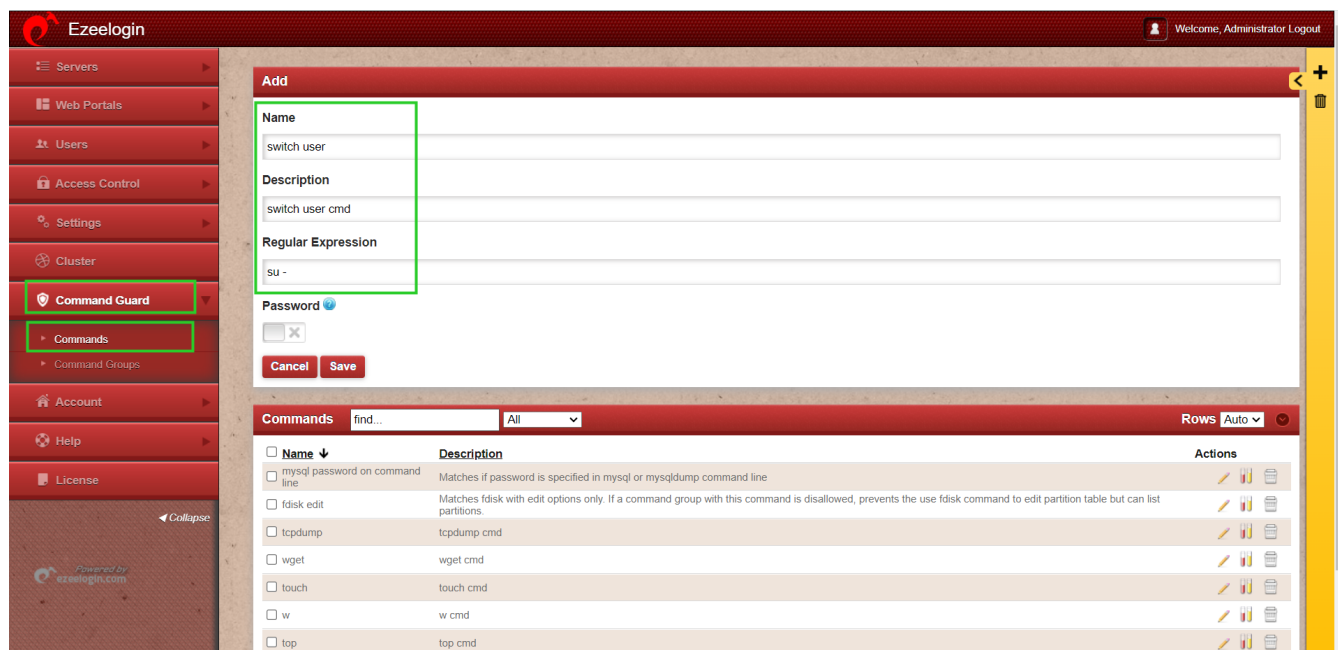 Ezeelogin
Welcome, Administrator Logout
Servers
Web Portals
Users
Access Control
Settings
Cluster
Command Guard
Commands
Command Groups
Account
Help
License
Collapse
Powered by
ezeelogin.com
Add
Name
switch user
Description
switch user cmd
Regular Expression
su -
Password
Cancel Save
Commands find... All Rows Auto
Name Description Actions
mysql password on command
line
Matches if password is specified in mysql or mysqldump command line
fdisk edit
Matches fdisk with edit options only. If a command group with this command is disallowed, prevents the use fdisk command to edit partition table but can list
partitions.
tcpdump tcpdump cmd
wget wget cmd
touch touch cmd
w w cmd
top top cmd